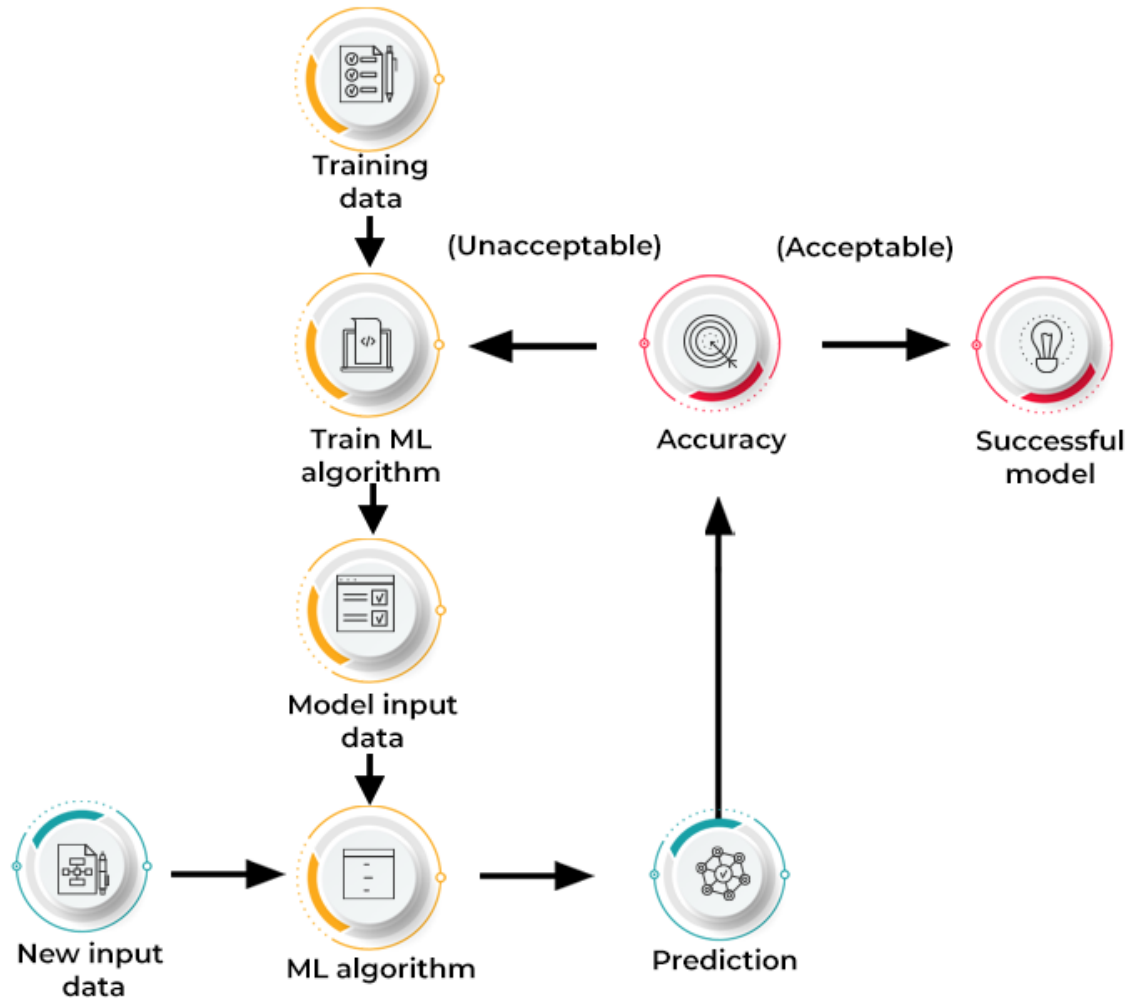 Training
data
(Unacceptable)
(Acceptable)
</>
Train ML
algorithm
Accuracy
Successful
model
Model input
data
New input
data
ML algorithm
Prediction